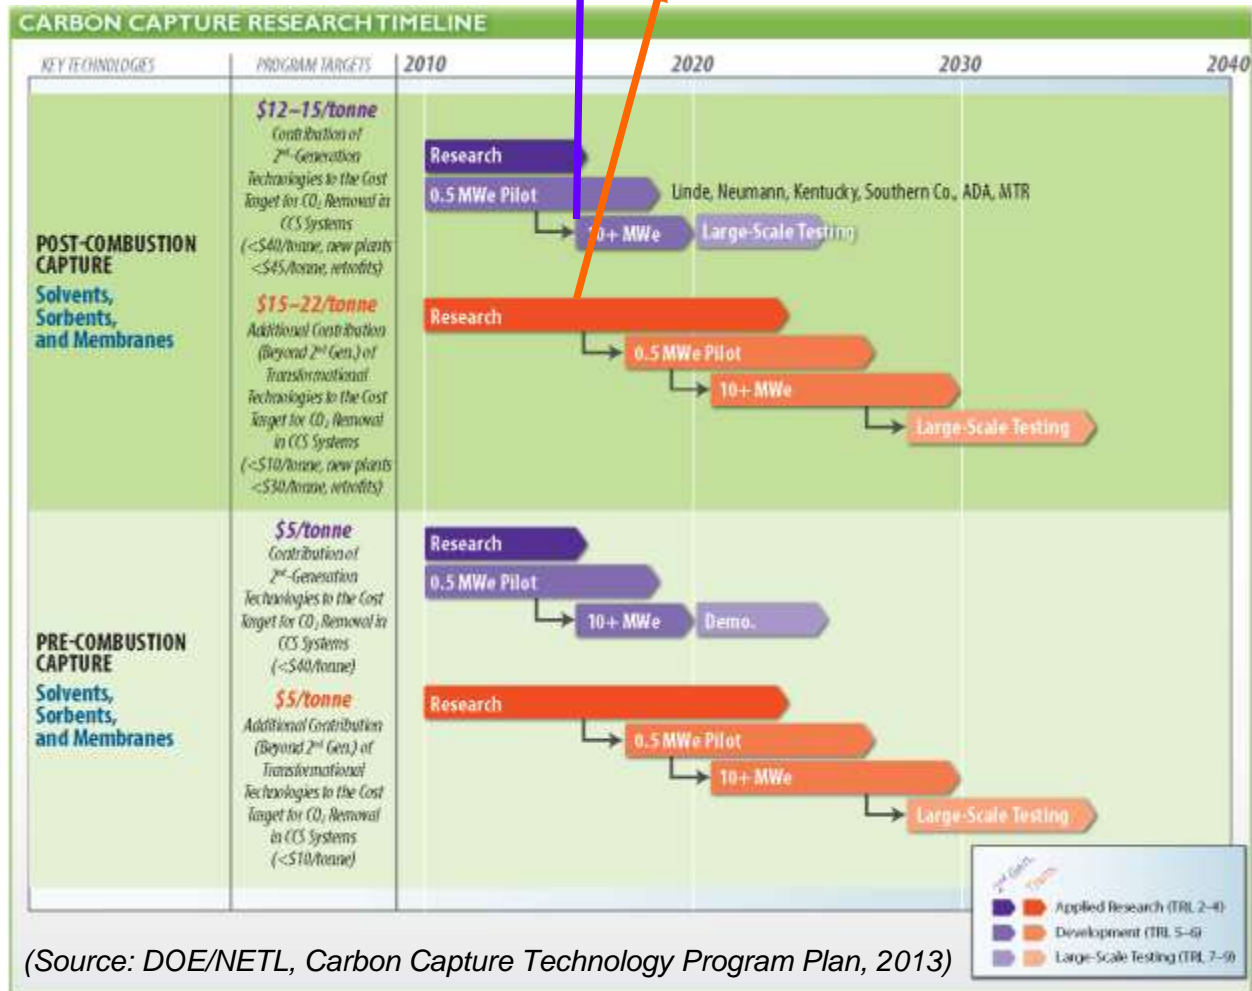 CARBON CAPTURE RESEARCH TIMELINE
KEY TECHNOLOGIES
PROGRAM TARGETS
2010
2020
2030
2040
POST-COMBUSTION
CAPTURE
Solvents,
Sorbents,
and Membranes
$12–15/tonne
Contribution of
2nd-Generation
Technologies to the Cost
Target for CO2 Removal in
CCS Systems
(<$40/tonne, new plants
<$45/tonne, retrofits)
Research
0.5 MWe Pilot
Linde, Neumann, Kentucky, Southern Co., ADA, MTR
10+ MWe
Large-Scale Testing
$15–22/tonne
Additional Contribution
(Beyond 2nd Gen.) of
Transformational
Technologies to the Cost
Target for CO2 Removal
in CCS Systems
(<$10/tonne, new plants
<$30/tonne, retrofits)
Research
0.5 MWe Pilot
10+ MWe
Large-Scale Testing
PRE-COMBUSTION
CAPTURE
Solvents,
Sorbents,
and Membranes
$5/tonne
Contribution of
2nd-Generation
Technologies to the Cost
Target for CO2 Removal in
CCS Systems
(<$40/tonne)
Research
0.5 MWe Pilot
10+ MWe
Demo.
$5/tonne
Additional Contribution
(Beyond 2nd Gen.) of
Transformational
Technologies to the Cost
Target for CO2 Removal
in CCS Systems
(<$10/tonne)
Research
0.5 MWe Pilot
10+ MWe
Large-Scale Testing
2nd Gen.
Trans.
Applied Research (TRL 2–4)
Development (TRL 5–6)
Large-Scale Testing (TRL 7–9)
(Source: DOE/NETL, Carbon Capture Technology Program Plan, 2013)